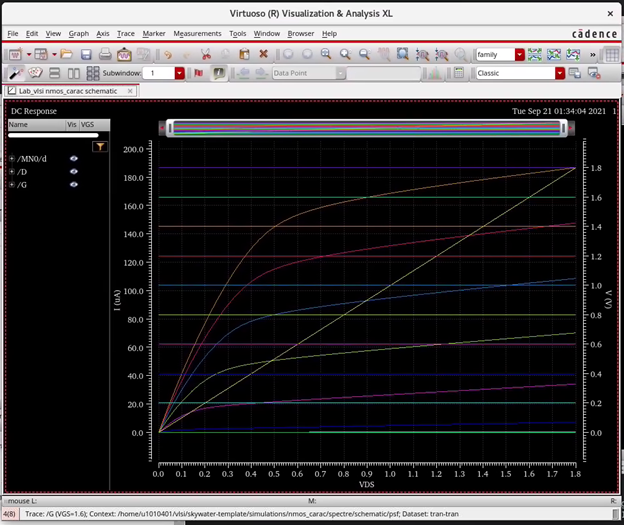 Virtuoso (R) Visualization & Analysis XL
File Edit View Graph Axis Trace Marker Measurements Tools Window Browser Help
cādence
family
Subwindow: 1
Data Point
Classic
Lab_vlsi nmos_carac schematic
DC Response
Tue Sep 21 01:34:04 2021 1
Name Vis VGS
/MN0/d
/D
/G
200.0
180.0
160.0
140.0
120.0
100.0
80.0
60.0
40.0
20.0
0.0
I (uA)
1.8
1.6
1.4
1.2
1.0
0.8
0.6
0.4
0.2
0.0
V (V)
0.0 0.1 0.2 0.3 0.4 0.5 0.6 0.7 0.8 0.9 1.0 1.1 1.2 1.3 1.4 1.5 1.6 1.7 1.8
VDS
mouse L: M: R:
4(8) Trace: /G (VGS=1.6); Context: /home/u1010401/vlsi/skywater-template/simulations/nmos_carac/spectre/schematic/psf; Dataset: tran-tran